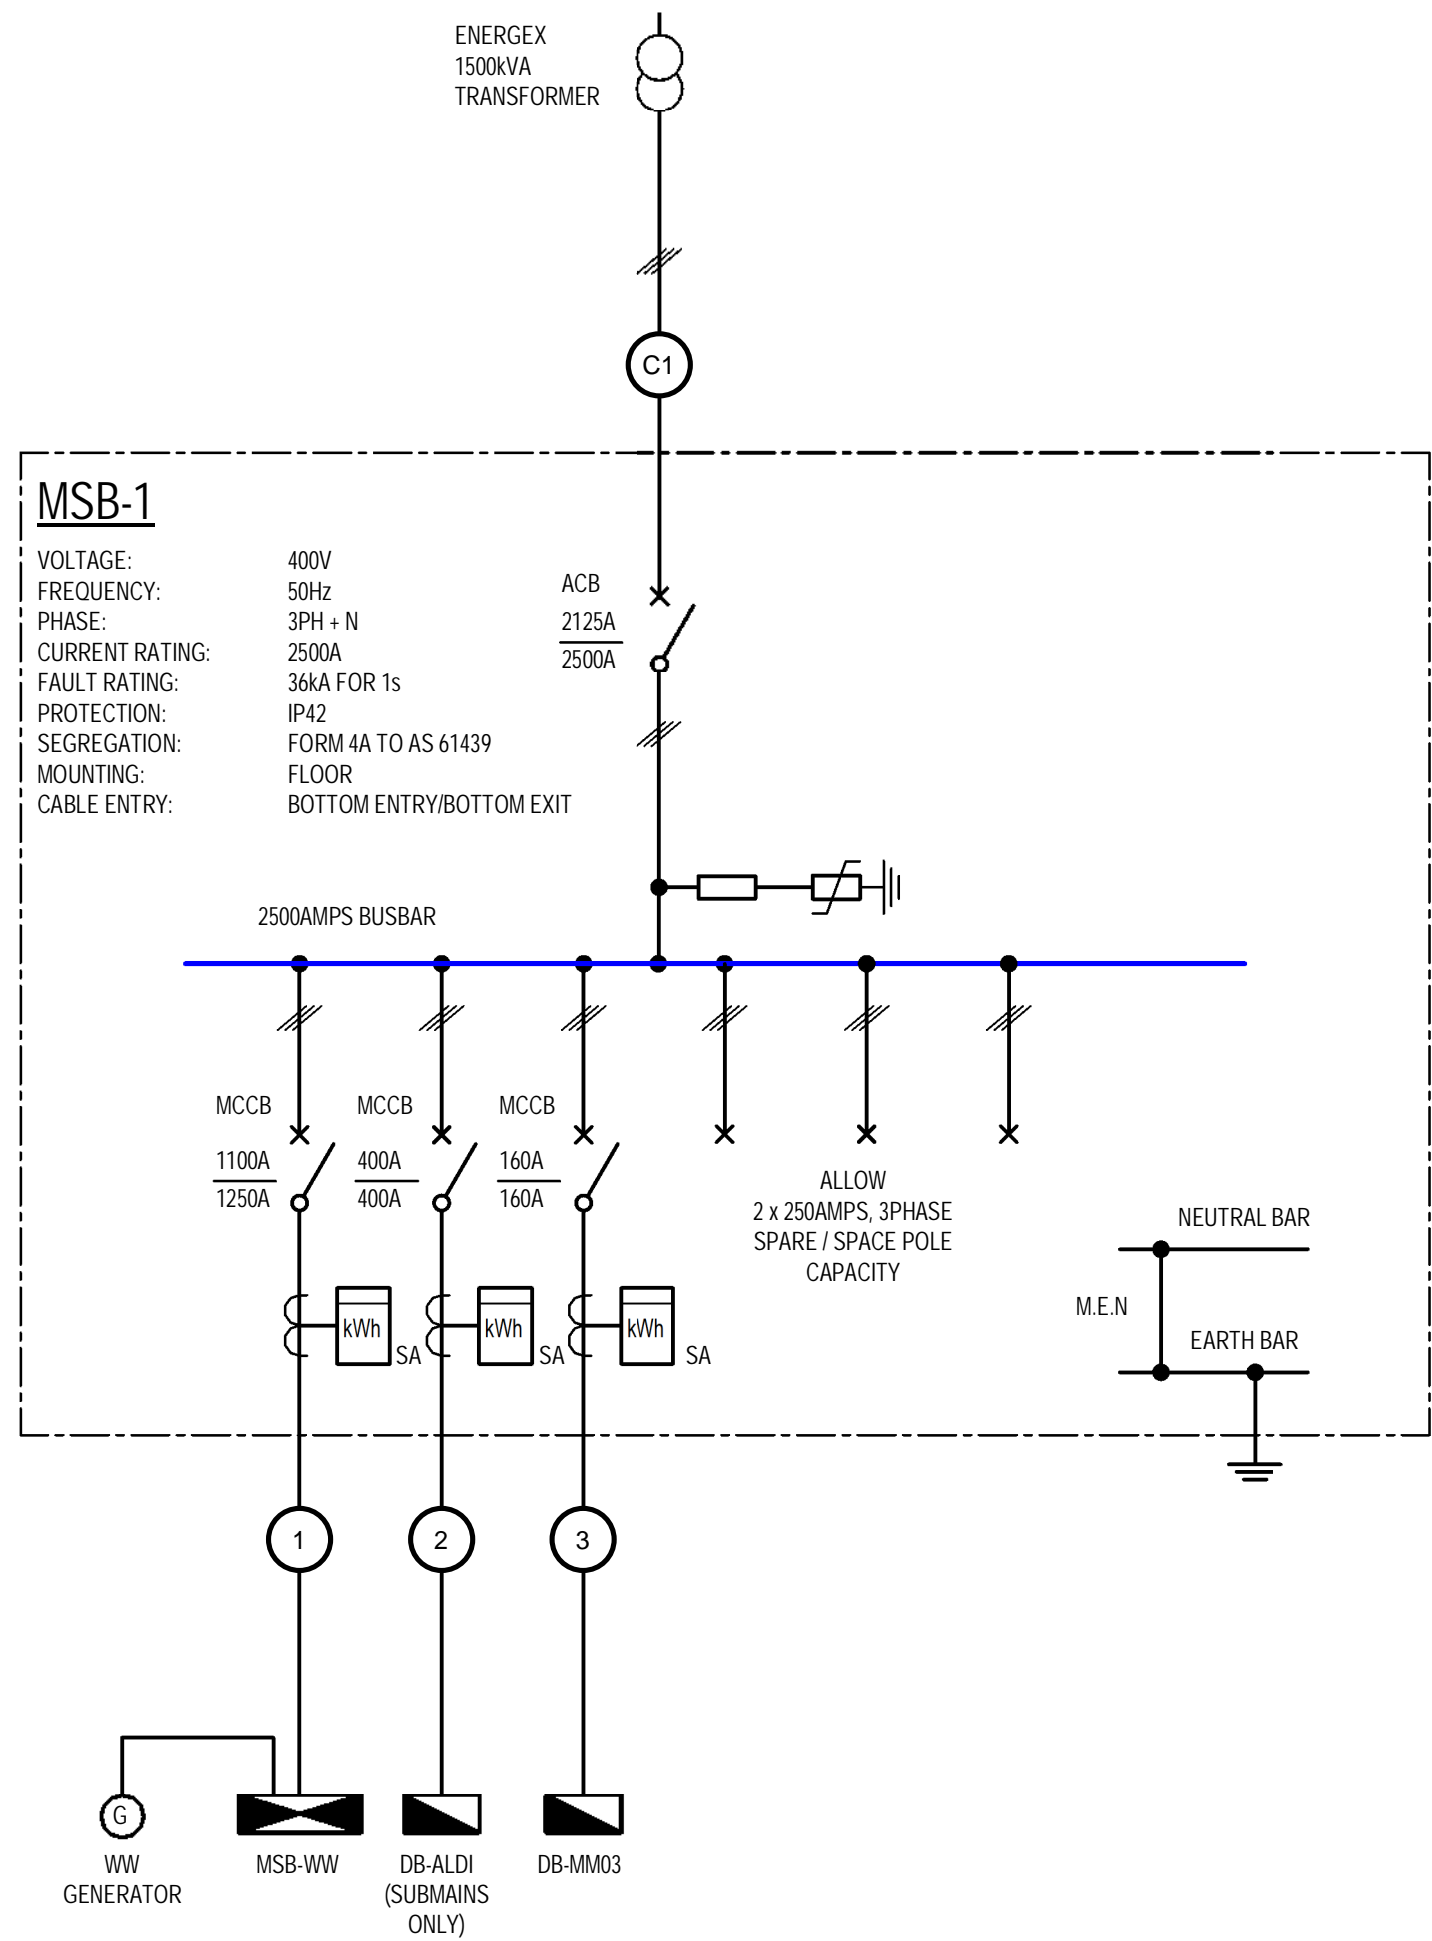 ENERGEX
1500kVA
TRANSFORMER
C1
MSB-1
VOLTAGE: 400V
FREQUENCY: 50Hz
PHASE: 3PH + N
CURRENT RATING: 2500A
FAULT RATING: 36kA FOR 1s
PROTECTION: IP42
SEGREGATION: FORM 4A TO AS 61439
MOUNTING: FLOOR
CABLE ENTRY: BOTTOM ENTRY/BOTTOM EXIT
ACB
2125A
2500A
2500AMPS BUSBAR
MCCB
1100A
1250A
MCCB
400A
400A
MCCB
160A
160A
ALLOW
2 x 250AMPS, 3PHASE
SPARE / SPACE POLE
CAPACITY
NEUTRAL BAR
M.E.N
EARTH BAR
kWh
SA
kWh
SA
kWh
SA
1
2
3
G
WW
GENERATOR
MSB-WW
DB-ALDI
(SUBMAINS
ONLY)
DB-MM03